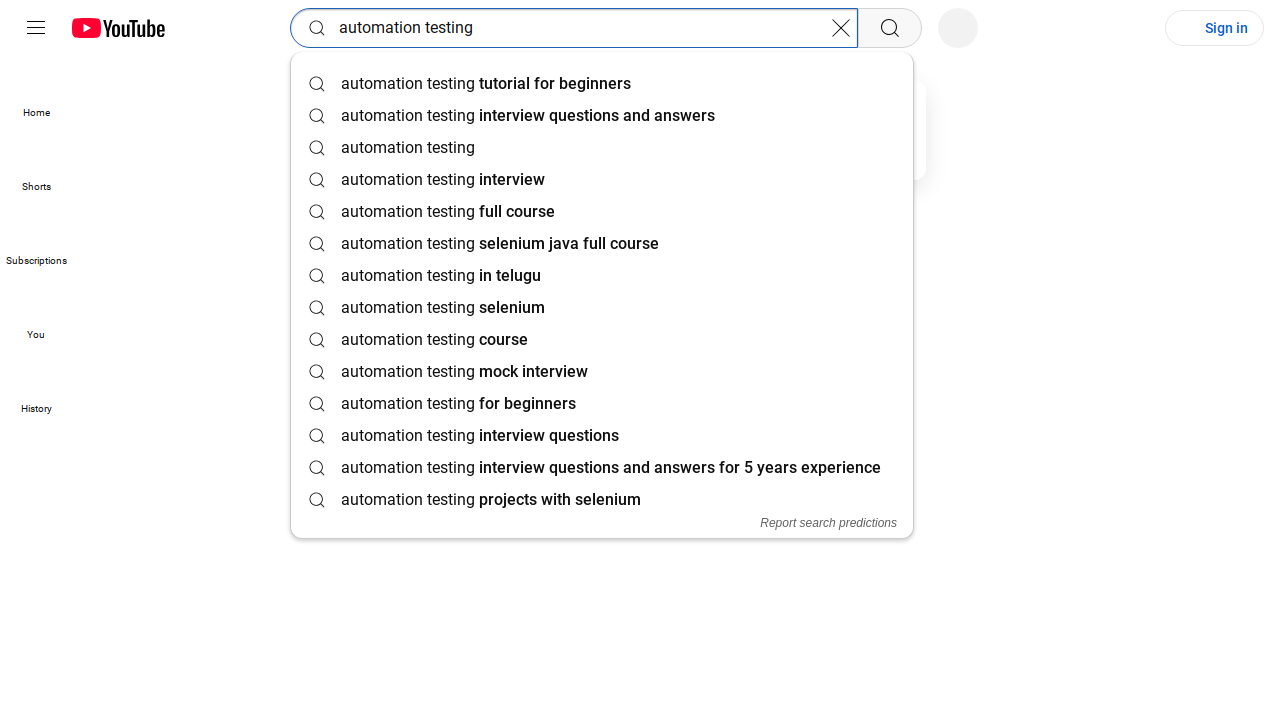 YouTube
automation testing
Sign in
Home
Shorts
Subscriptions
You
History
automation testing tutorial for beginners
automation testing interview questions and answers
automation testing
automation testing interview
automation testing full course
automation testing selenium java full course
automation testing in telugu
automation testing selenium
automation testing course
automation testing mock interview
automation testing for beginners
automation testing interview questions
automation testing interview questions and answers for 5 years experience
automation testing projects with selenium
Report search predictions